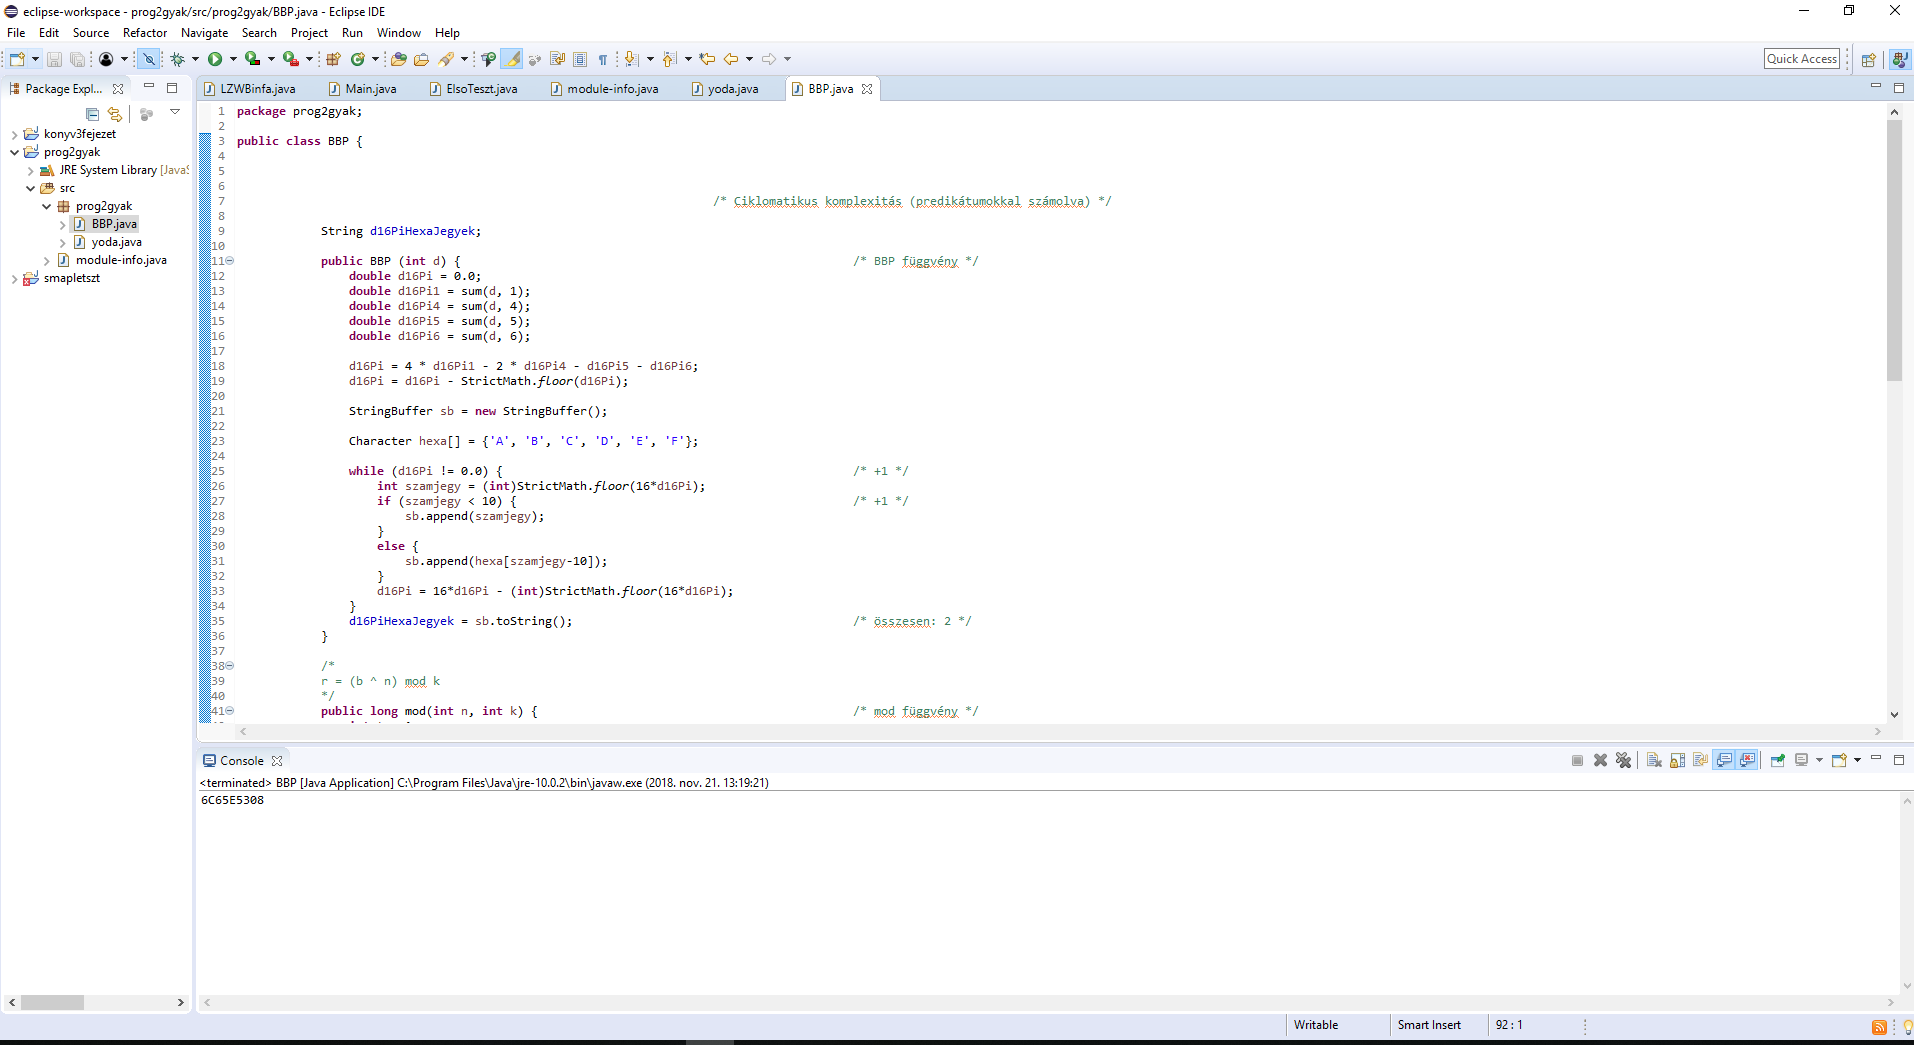 eclipse-workspace - prog2gyak/src/prog2gyak/BBP.java - Eclipse IDE
File Edit Source Refactor Navigate Search Project Run Window Help
Quick Access
Package Expl...
konyv3fejezet
prog2gyak
JRE System Library [JavaS
src
prog2gyak
BBP.java
yoda.java
module-info.java
smapletszt
LZWBinfa.java Main.java ElsoTeszt.java module-info.java yoda.java BBP.java
1 package prog2gyak;
2
3 public class BBP {
4
5
6
7 /* Ciklomatikus komplexitás (predikátumokkal számolva) */
8
9 String d16PiHexaJegyek;
10
11 public BBP (int d) { /* BBP függvény */
12 double d16Pi = 0.0;
13 double d16Pi1 = sum(d, 1);
14 double d16Pi4 = sum(d, 4);
15 double d16Pi5 = sum(d, 5);
16 double d16Pi6 = sum(d, 6);
17
18 d16Pi = 4 * d16Pi1 - 2 * d16Pi4 - d16Pi5 - d16Pi6;
19 d16Pi = d16Pi - StrictMath.floor(d16Pi);
20
21 StringBuffer sb = new StringBuffer();
22
23 Character hexa[] = {'A', 'B', 'C', 'D', 'E', 'F'};
24
25 while (d16Pi != 0.0) { /* +1 */
26 int szamjegy = (int)StrictMath.floor(16*d16Pi);
27 if (szamjegy < 10) { /* +1 */
28 sb.append(szamjegy);
29 }
30 else {
31 sb.append(hexa[szamjegy-10]);
32 }
33 d16Pi = 16*d16Pi - (int)StrictMath.floor(16*d16Pi);
34 }
35 d16PiHexaJegyek = sb.toString(); /* összesen: 2 */
36 }
37
38 /*
39 r = (b ^ n) mod k
40 */
41 public long mod(int n, int k) { /* mod függvény */
Console
<terminated> BBP [Java Application] C:\Program Files\Java\jre-10.0.2\bin\javaw.exe (2018. nov. 21. 13:19:21)
6C65E5308
Writable Smart Insert 92 : 1